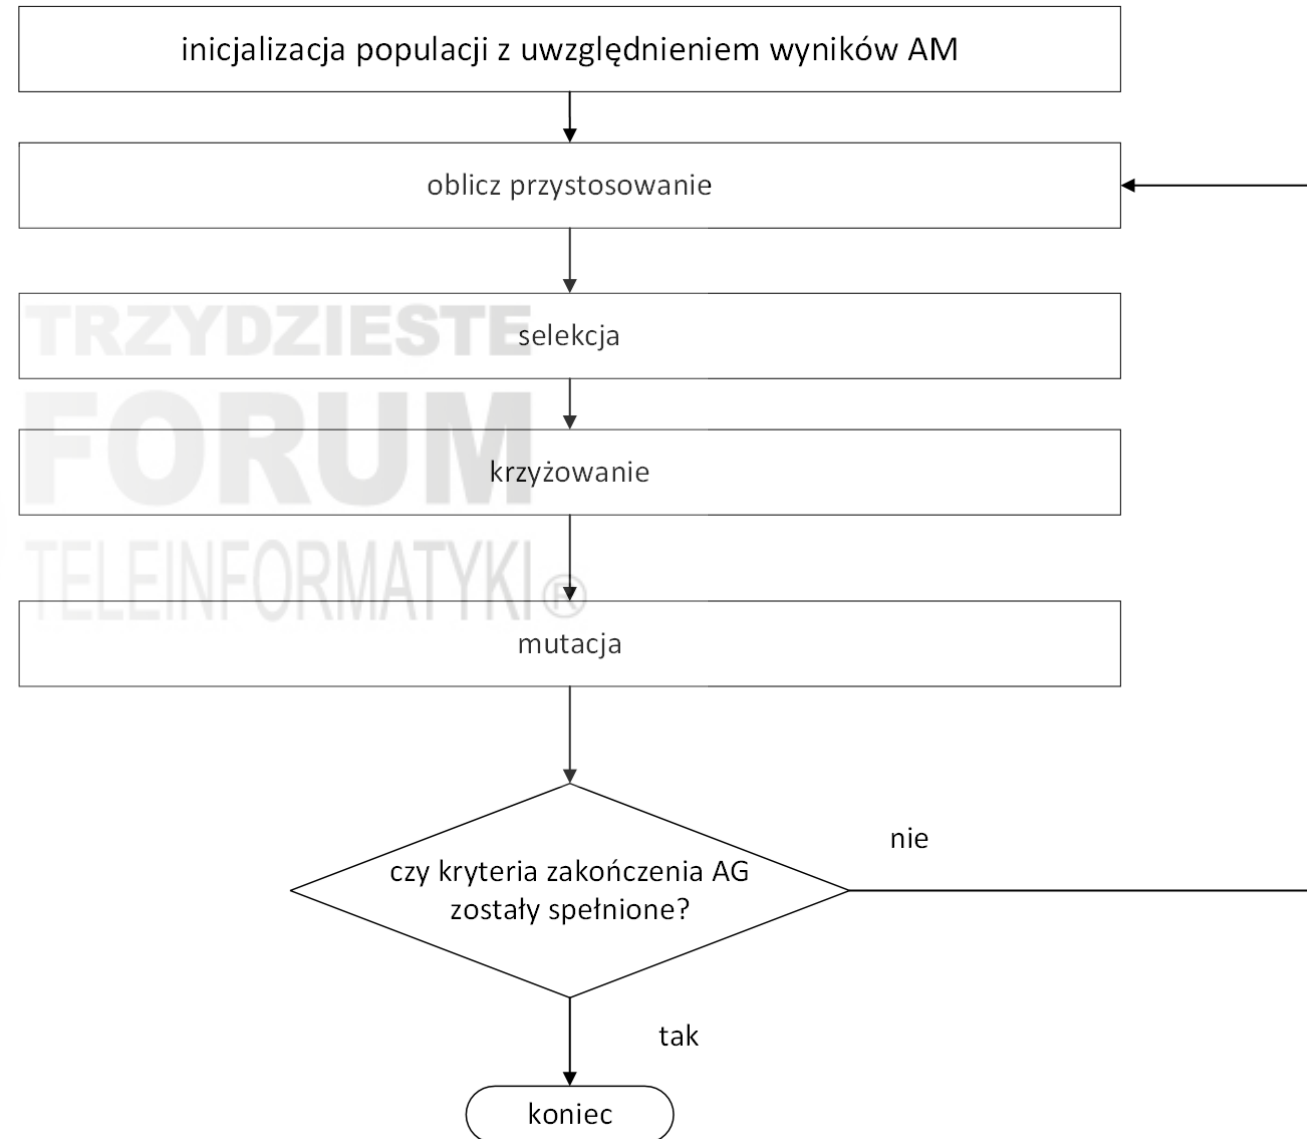 inicjalizacja populacji z uwzględnieniem wyników AM
oblicz przystosowanie
TRZYDZIESTE
selekcja
FORUM
krzyżowanie
TELEINFORMATYKI ®
mutacja
czy kryteria zakończenia AG
zostały spełnione?
nie
tak
koniec